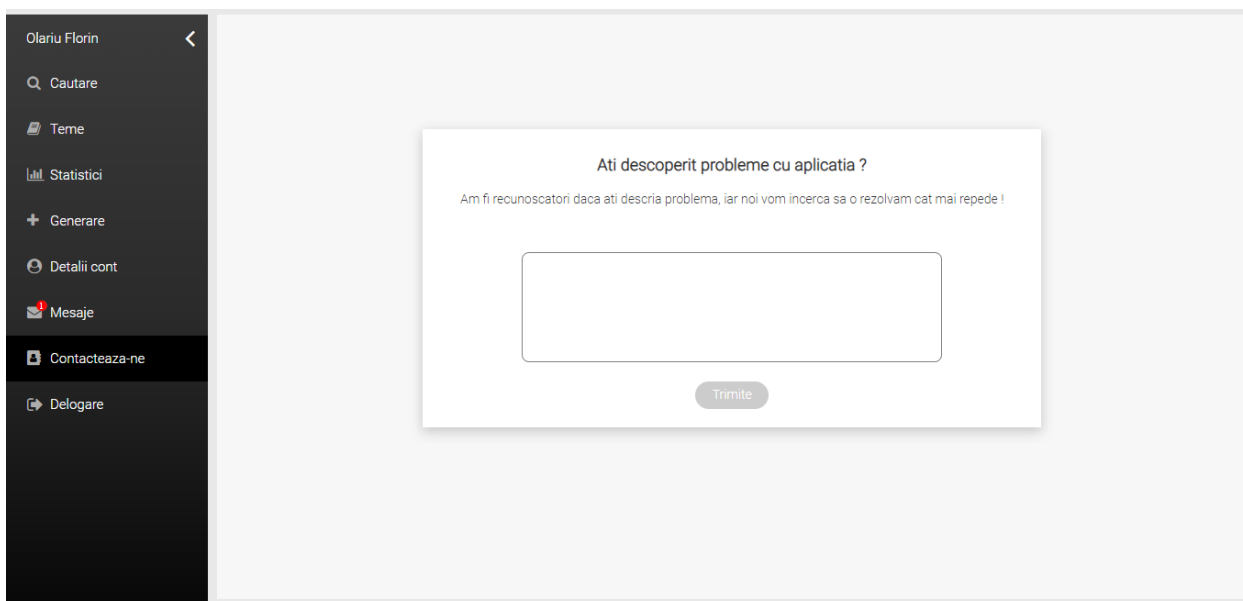 Olariu Florin
Cautare
Teme
Statistici
Generare
Detalii cont
1
Mesaje
Contacteaza-ne
Delogare
Ati descoperit probleme cu aplicatia ?
Am fi recunoscatori daca ati descria problema, iar noi vom incerca sa o rezolvam cat mai repede !
Trimite